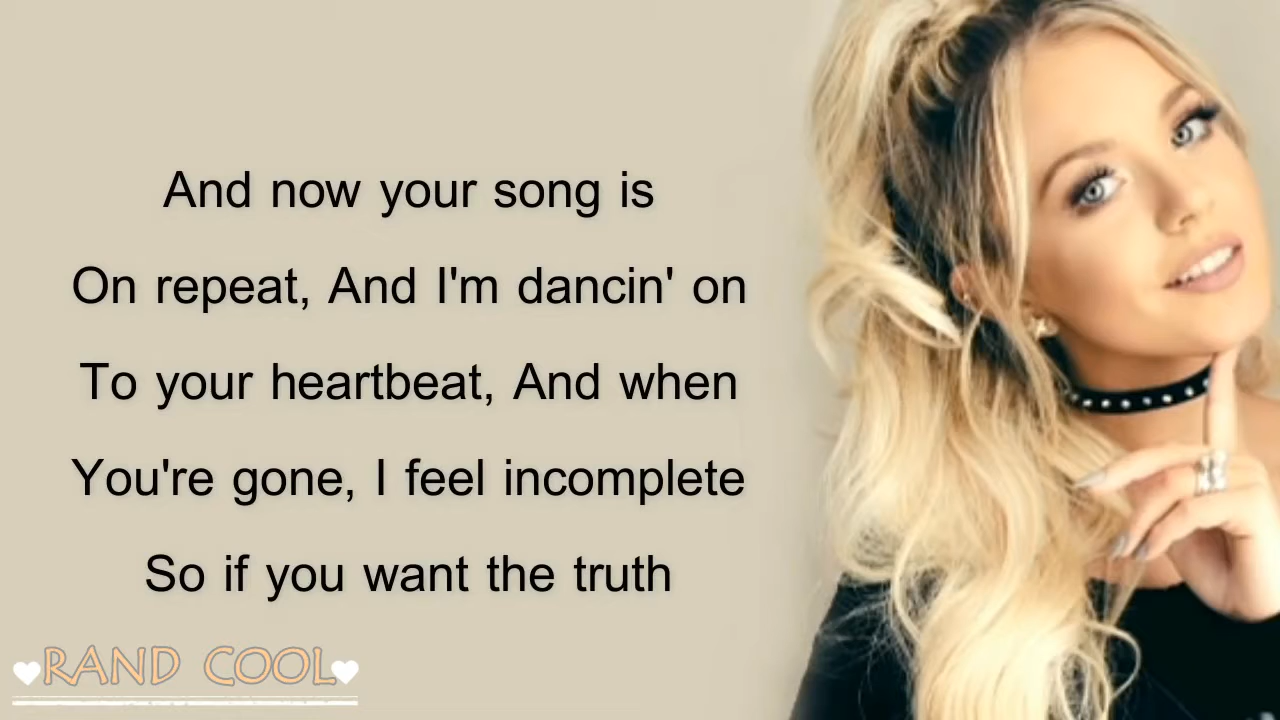 And now your song is
On repeat, And I'm dancin' on
To your heartbeat, And when
You're gone, I feel incomplete
So if you want the truth
RAND COOL